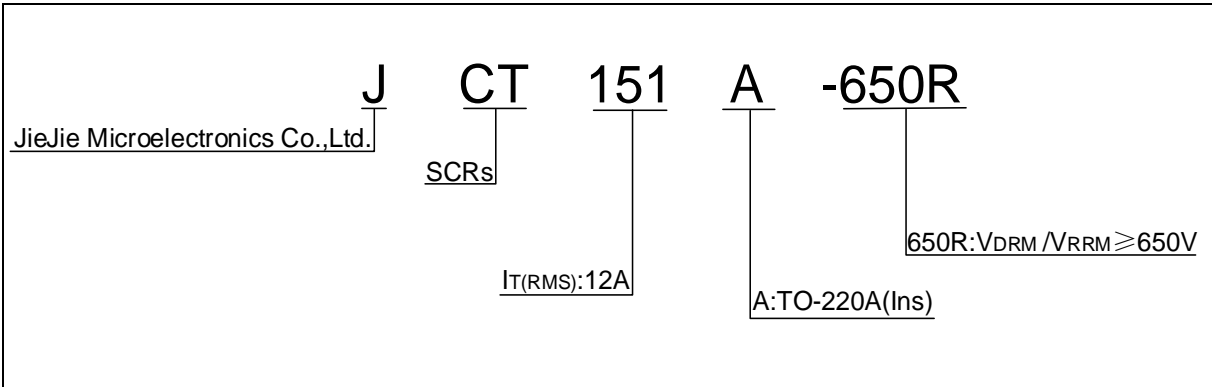 J CT 151 A -650R
JieJie Microelectronics Co.,Ltd.
SCRs
650R:VDRM /VRRM≥650V
IT(RMS):12A
A:TO-220A(Ins)